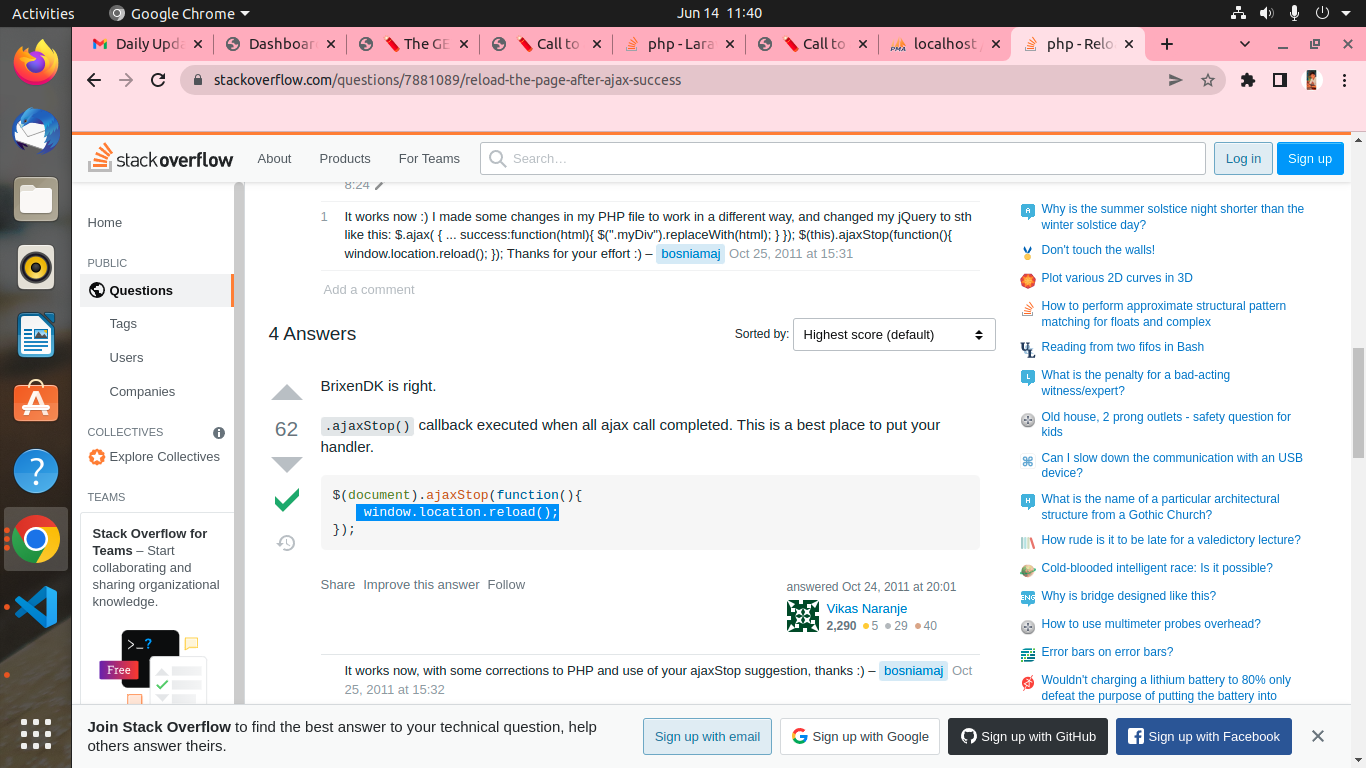 Activities
Google Chrome
Jun 14 11:40
Daily Upda
Dashboar
The GE
Call to
php - Lara
Call to
localhost /
php - Relo
stackoverflow.com/questions/7881089/reload-the-page-after-ajax-success
stackoverflow
About
Products
For Teams
Search…
Log in
Sign up
Home
PUBLIC
Questions
Tags
Users
Companies
COLLECTIVES
Explore Collectives
TEAMS
Stack Overflow for
Teams – Start
collaborating and
sharing organizational
knowledge.
>_?
Free
8:24
1
It works now :) I made some changes in my PHP file to work in a different way, and changed my jQuery to sth
like this: $.ajax( { ... success:function(html){ $(".myDiv").replaceWith(html); } }); $(this).ajaxStop(function(){
window.location.reload(); }); Thanks for your effort :) – bosniamaj Oct 25, 2011 at 15:31
Add a comment
4 Answers
Sorted by:
Highest score (default)
62
BrixenDK is right.
.ajaxStop() callback executed when all ajax call completed. This is a best place to put your
handler.
$(document).ajaxStop(function(){
window.location.reload();
});
Share Improve this answer Follow
answered Oct 24, 2011 at 20:01
Vikas Naranje
2,290 5 29 40
It works now, with some corrections to PHP and use of your ajaxStop suggestion, thanks :) – bosniamaj Oct
25, 2011 at 15:32
Why is the summer solstice night shorter than the
winter solstice day?
Don't touch the walls!
Plot various 2D curves in 3D
How to perform approximate structural pattern
matching for floats and complex
Reading from two fifos in Bash
What is the penalty for a bad-acting
witness/expert?
Old house, 2 prong outlets - safety question for
kids
Can I slow down the communication with an USB
device?
What is the name of a particular architectural
structure from a Gothic Church?
How rude is it to be late for a valedictory lecture?
Cold-blooded intelligent race: Is it possible?
Why is bridge designed like this?
How to use multimeter probes overhead?
Error bars on error bars?
Wouldn't charging a lithium battery to 80% only
defeat the purpose of putting the battery into
Join Stack Overflow to find the best answer to your technical question, help
others answer theirs.
Sign up with email
Sign up with Google
Sign up with GitHub
Sign up with Facebook